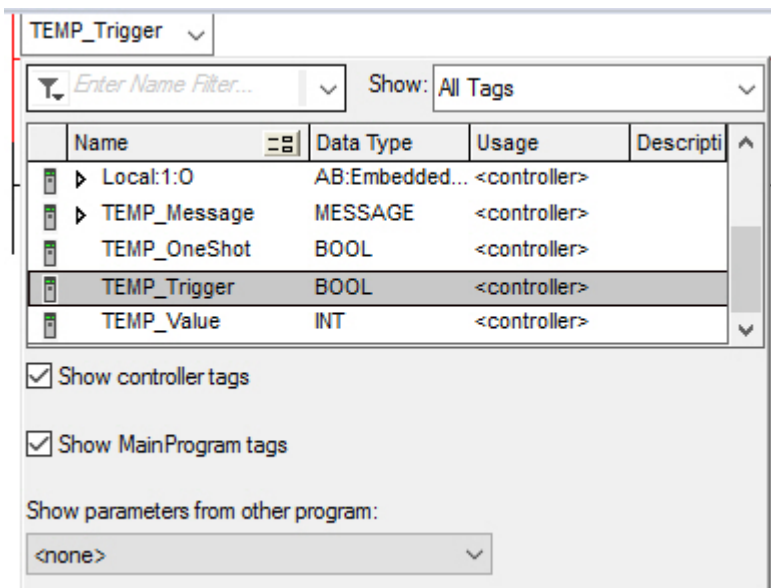 TEMP_Trigger
Enter Name Filter... Show: All Tags
Name Data Type Usage Descripti
Local:1:O AB:Embedded... <controller>
TEMP_Message MESSAGE <controller>
TEMP_OneShot BOOL <controller>
TEMP_Trigger BOOL <controller>
TEMP_Value INT <controller>
Show controller tags
Show MainProgram tags
Show parameters from other program:
<none>